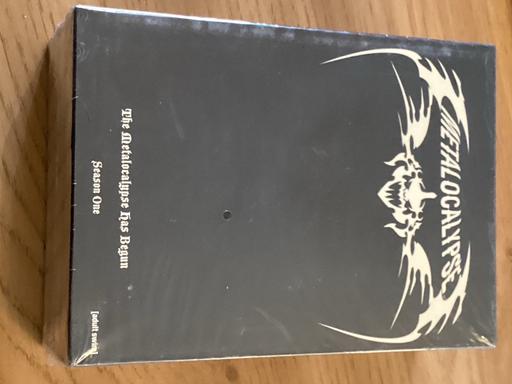 METALOCALYPSE
The Metalocalypse Has Begun
Season One
[adult swim]